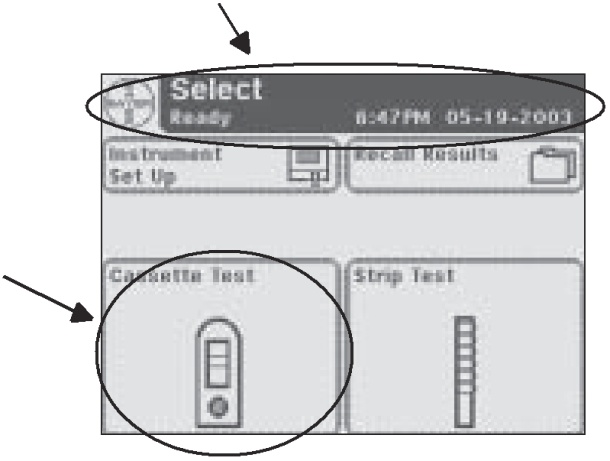 Select
Ready 8:47PM 05-19-2003
Instrument
Set Up
Recall Results
Cassette Test
Strip Test